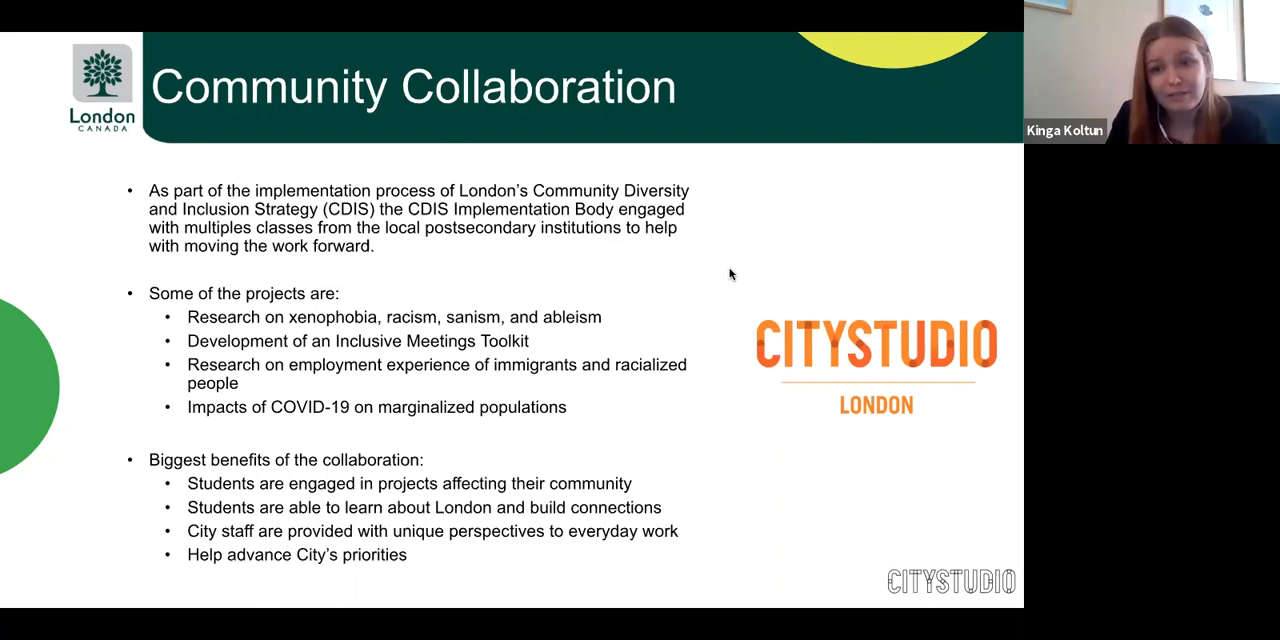 London
CANADA
Community Collaboration
Kinga Koltun
• As part of the implementation process of London's Community Diversity
and Inclusion Strategy (CDIS) the CDIS Implementation Body engaged
with multiple classes from the local postsecondary institutions to help
with moving the work forward.
• Some of the projects are:
• Research on xenophobia, racism, sanism, and ableism
• Development of an Inclusive Meetings Toolkit
• Research on employment experience of immigrants and racialized
people
• Impacts of COVID-19 on marginalized populations
CITYSTUDIO
LONDON
• Biggest benefits of the collaboration:
• Students are engaged in projects affecting their community
• Students are able to learn about London and build connections
• City staff are provided with unique perspectives to everyday work
• Help advance City's priorities
CITYSTUDIO